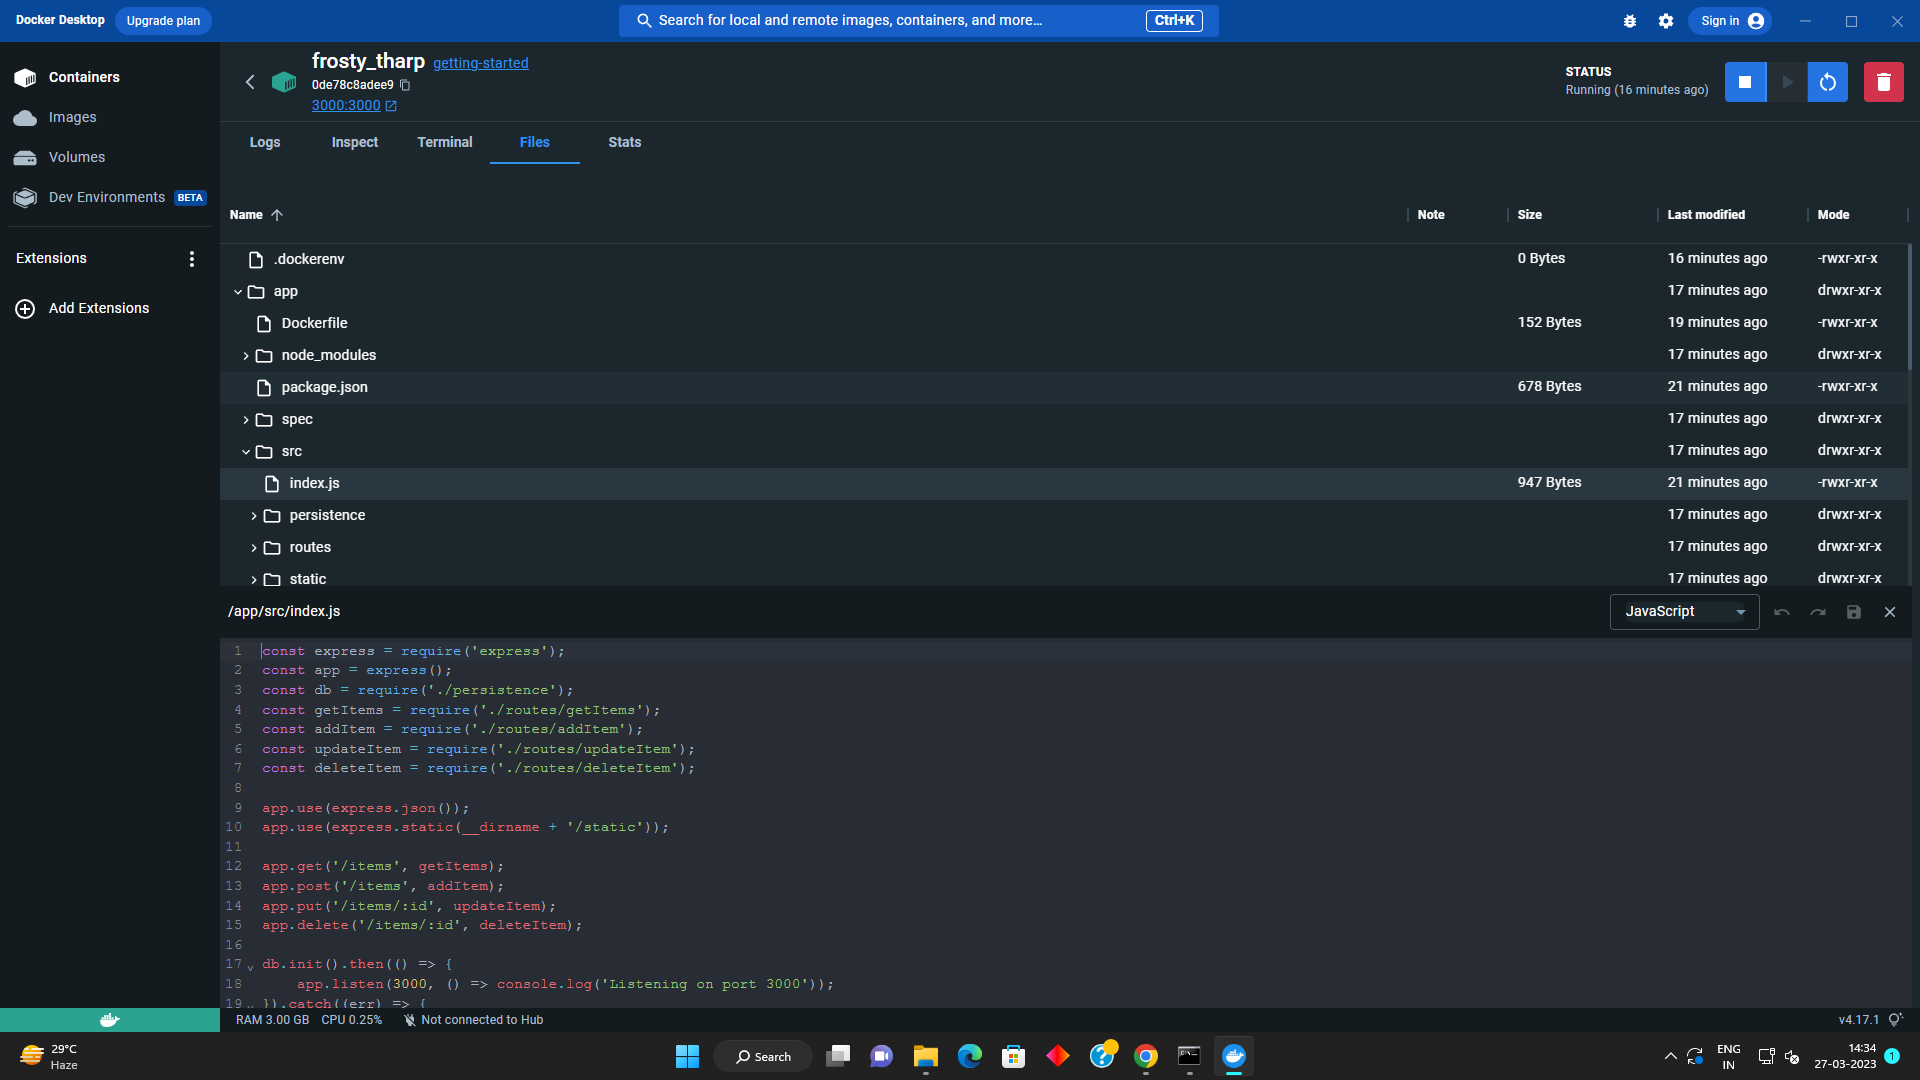 Docker Desktop Upgrade plan Search for local and remote images, containers, and more... Ctrl+K Sign in
Containers
Images
Volumes
Dev Environments BETA
Extensions
Add Extensions
frosty_tharp getting-started
0de78c8adee9
3000:3000
STATUS
Running (16 minutes ago)
Logs Inspect Terminal Files Stats
Name Note Size Last modified Mode
.dockerenv 0 Bytes 16 minutes ago -rwxr-xr-x
app 17 minutes ago drwxr-xr-x
Dockerfile 152 Bytes 19 minutes ago -rwxr-xr-x
node_modules 17 minutes ago drwxr-xr-x
package.json 678 Bytes 21 minutes ago -rwxr-xr-x
spec 17 minutes ago drwxr-xr-x
src 17 minutes ago drwxr-xr-x
index.js 947 Bytes 21 minutes ago -rwxr-xr-x
persistence 17 minutes ago drwxr-xr-x
routes 17 minutes ago drwxr-xr-x
static 17 minutes ago drwxr-xr-x
/app/src/index.js JavaScript
1 const express = require('express');
2 const app = express();
3 const db = require('./persistence');
4 const getItems = require('./routes/getItems');
5 const addItem = require('./routes/addItem');
6 const updateItem = require('./routes/updateItem');
7 const deleteItem = require('./routes/deleteItem');
8
9 app.use(express.json());
10 app.use(express.static(__dirname + '/static'));
11
12 app.get('/items', getItems);
13 app.post('/items', addItem);
14 app.put('/items/:id', updateItem);
15 app.delete('/items/:id', deleteItem);
16
17 db.init().then(() => {
18 app.listen(3000, () => console.log('Listening on port 3000'));
19 }).catch((err) => {
RAM 3.00 GB CPU 0.25% Not connected to Hub v4.17.1
29°C
Haze
Search
ENG
IN
14:34
27-03-2023
1